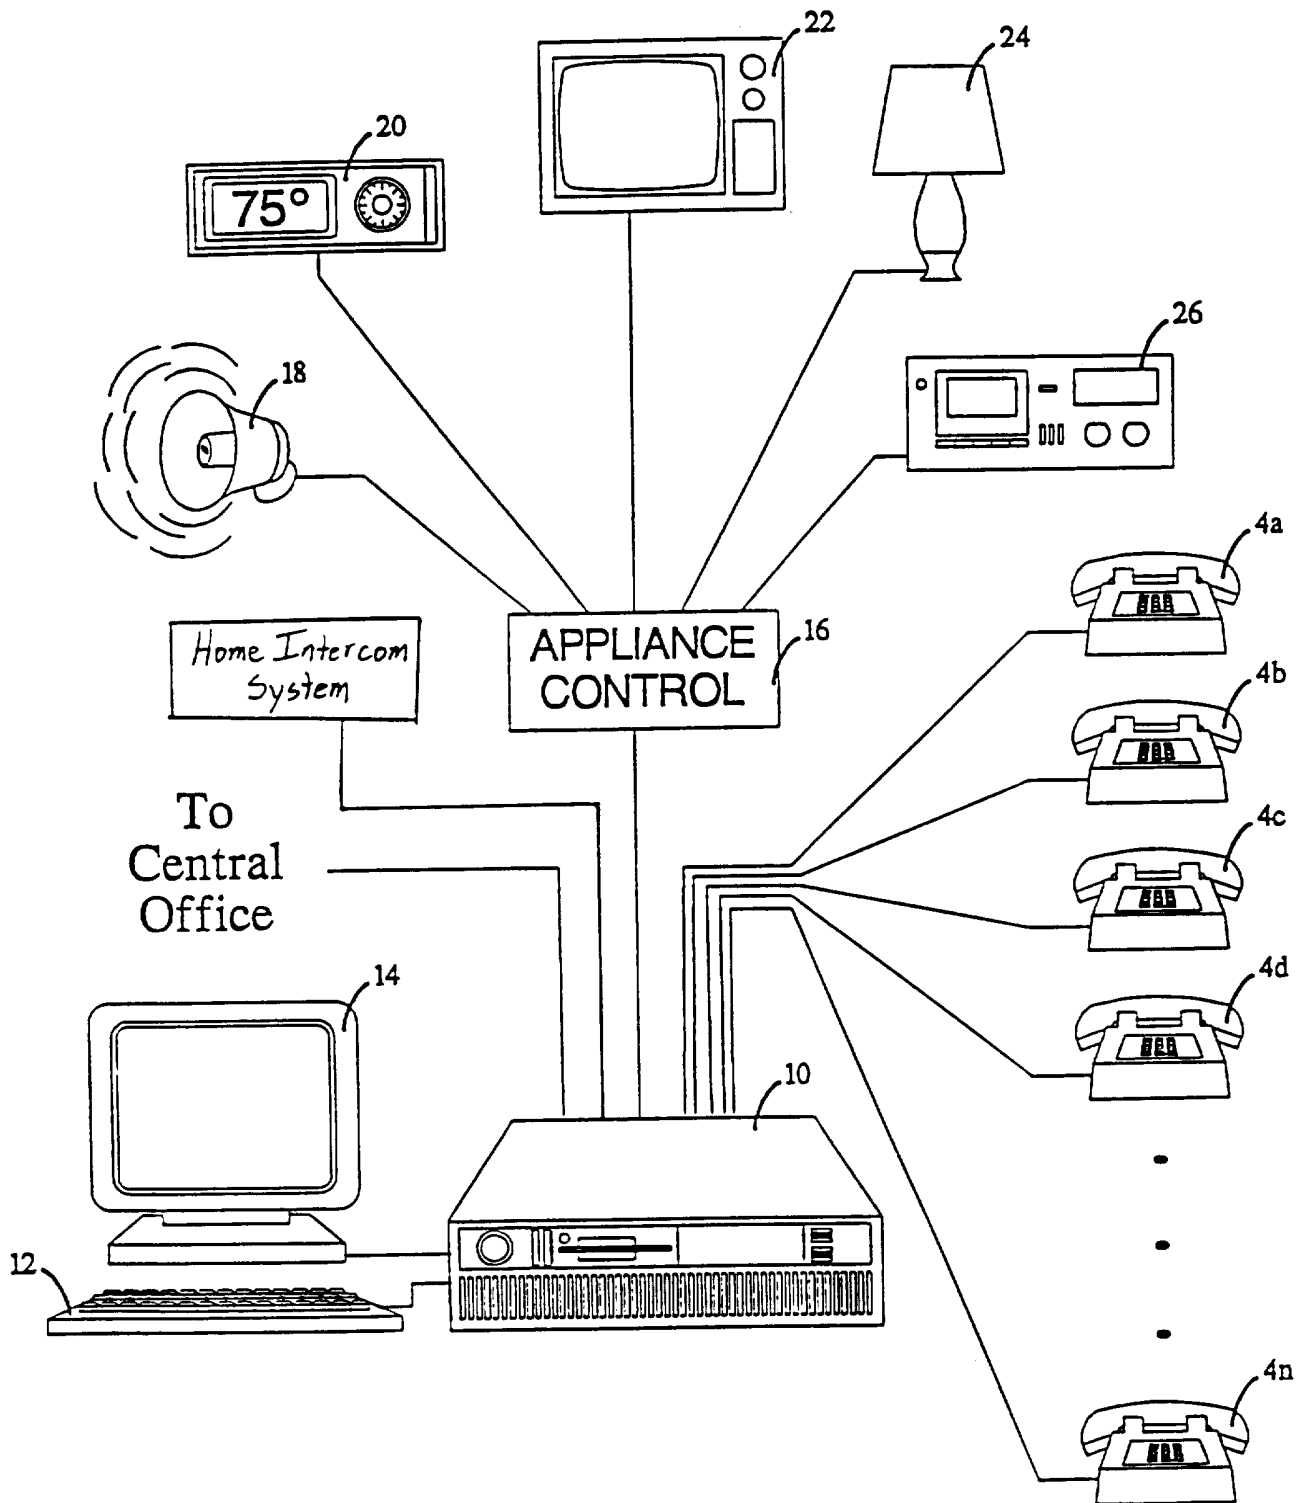 22
24
20
75°
26
18
4a
Home Intercom
System
APPLIANCE
CONTROL
16
4b
To
Central
Office
4c
14
4d
10
12
4n